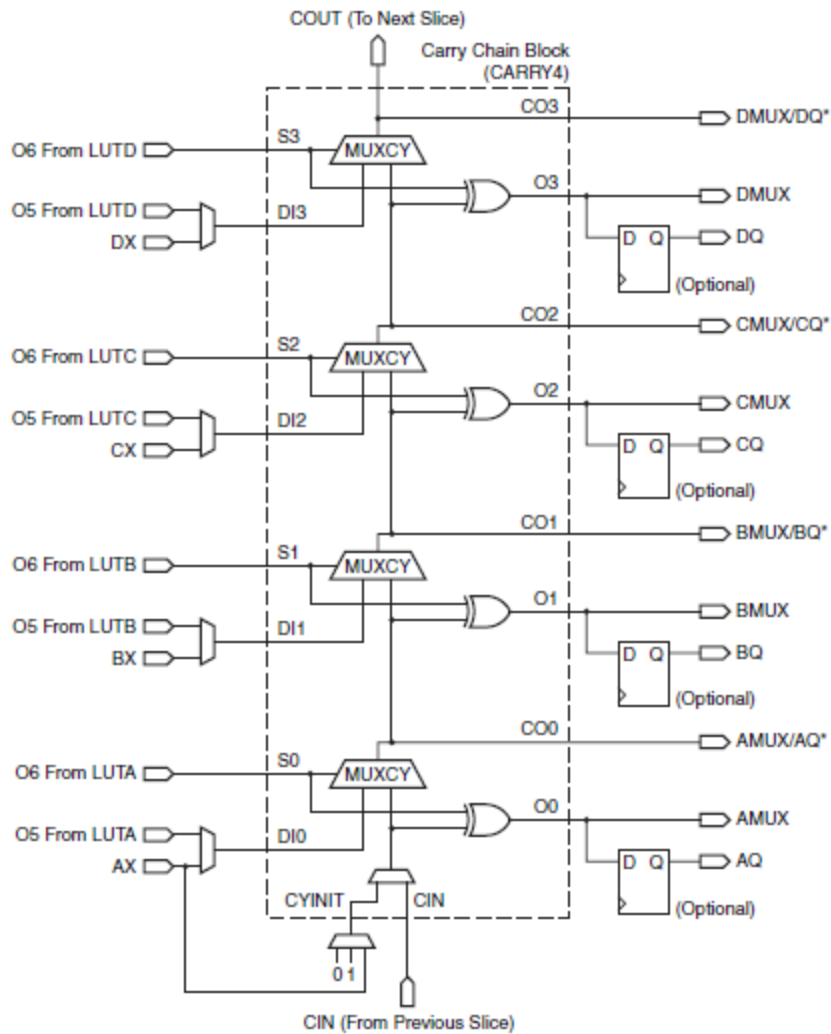 COUT (To Next Slice)
Carry Chain Block
(CARRY4)
CO3
DMUX/DQ*
S3
O6 From LUTD
MUXCY
O3
DMUX
O5 From LUTD
DI3
DX
D Q
DQ
(Optional)
CO2
CMUX/CQ*
S2
O6 From LUTC
MUXCY
O2
CMUX
O5 From LUTC
DI2
CX
D Q
CQ
(Optional)
CO1
BMUX/BQ*
S1
O6 From LUTB
MUXCY
O1
BMUX
O5 From LUTB
DI1
BX
D Q
BQ
(Optional)
CO0
AMUX/AQ*
S0
O6 From LUTA
MUXCY
O0
AMUX
O5 From LUTA
DI0
AX
D Q
AQ
CYINIT
CIN
(Optional)
0 1
CIN (From Previous Slice)